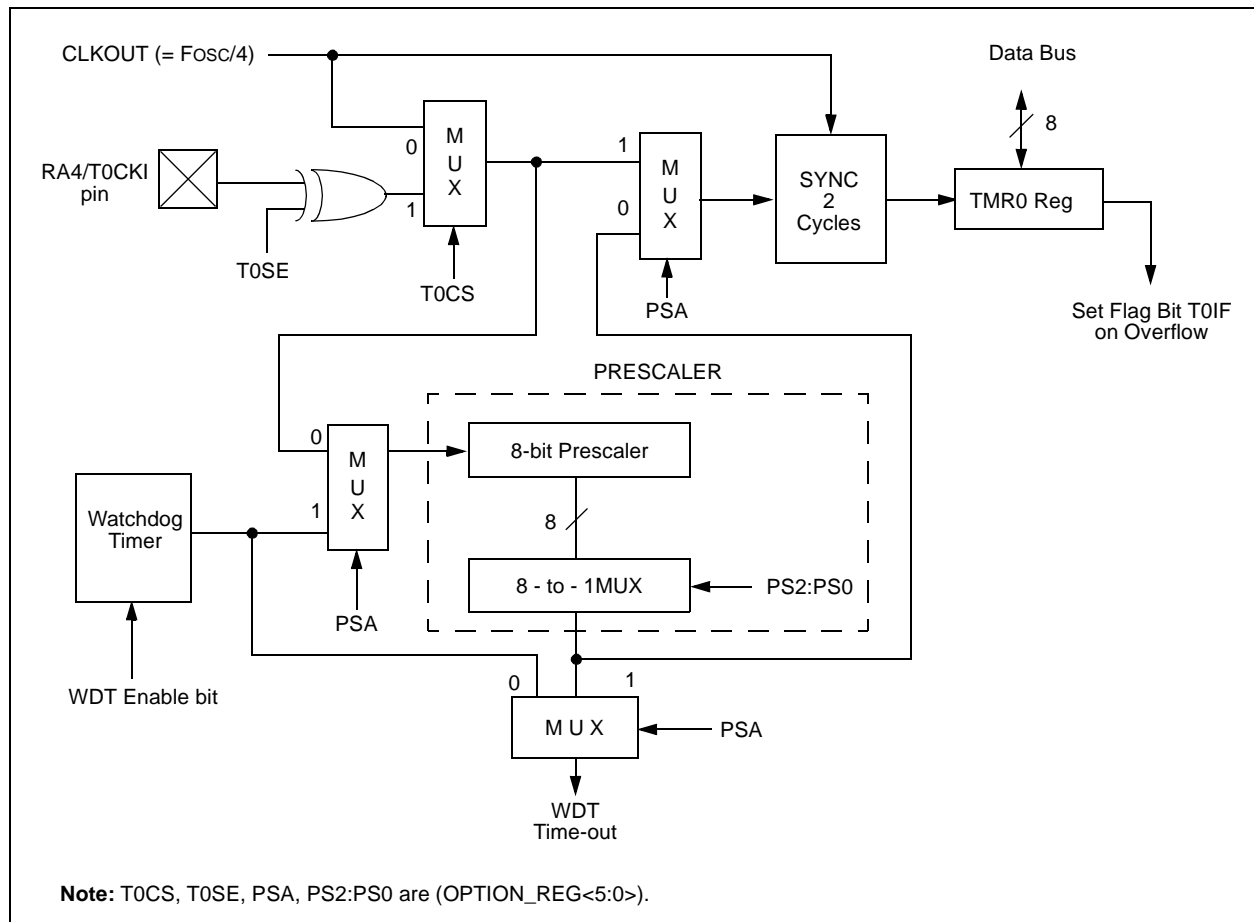 CLKOUT (= FOSC/4)
Data Bus
8
RA4/T0CKI
pin
T0SE
0
1
M
U
X
T0CS
1
0
M
U
X
PSA
SYNC
2
Cycles
TMR0 Reg
Set Flag Bit T0IF
on Overflow
PRESCALER
0
1
M
U
X
PSA
8-bit Prescaler
8
8 - to - 1MUX
PS2:PS0
Watchdog
Timer
WDT Enable bit
0
1
M U X
PSA
WDT
Time-out
Note: T0CS, T0SE, PSA, PS2:PS0 are (OPTION_REG<5:0>).